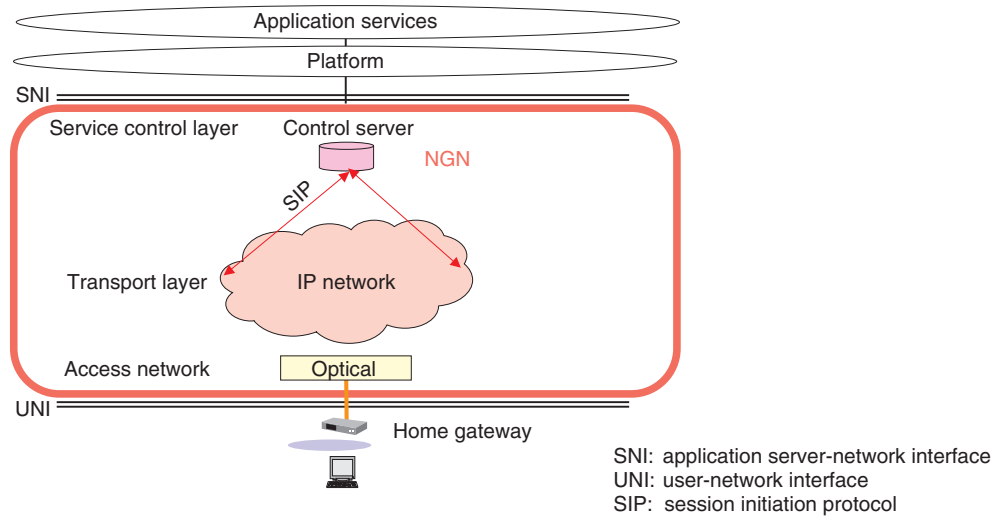 Application services
Platform
SNI
Service control layer
Control server
NGN
SIP
Transport layer
IP network
Access network
Optical
UNI
Home gateway
SNI: application server-network interface
UNI: user-network interface
SIP: session initiation protocol